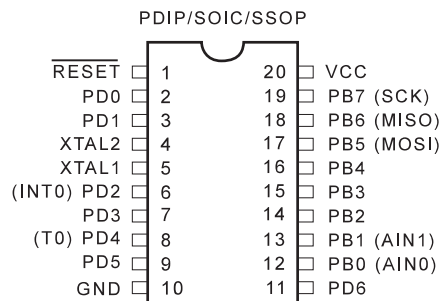 PDIP/SOIC/SSOP
RESET 1 20 VCC
PD0 2 19 PB7 (SCK)
PD1 3 18 PB6 (MISO)
XTAL2 4 17 PB5 (MOSI)
XTAL1 5 16 PB4
(INT0) PD2 6 15 PB3
PD3 7 14 PB2
(T0) PD4 8 13 PB1 (AIN1)
PD5 9 12 PB0 (AIN0)
GND 10 11 PD6